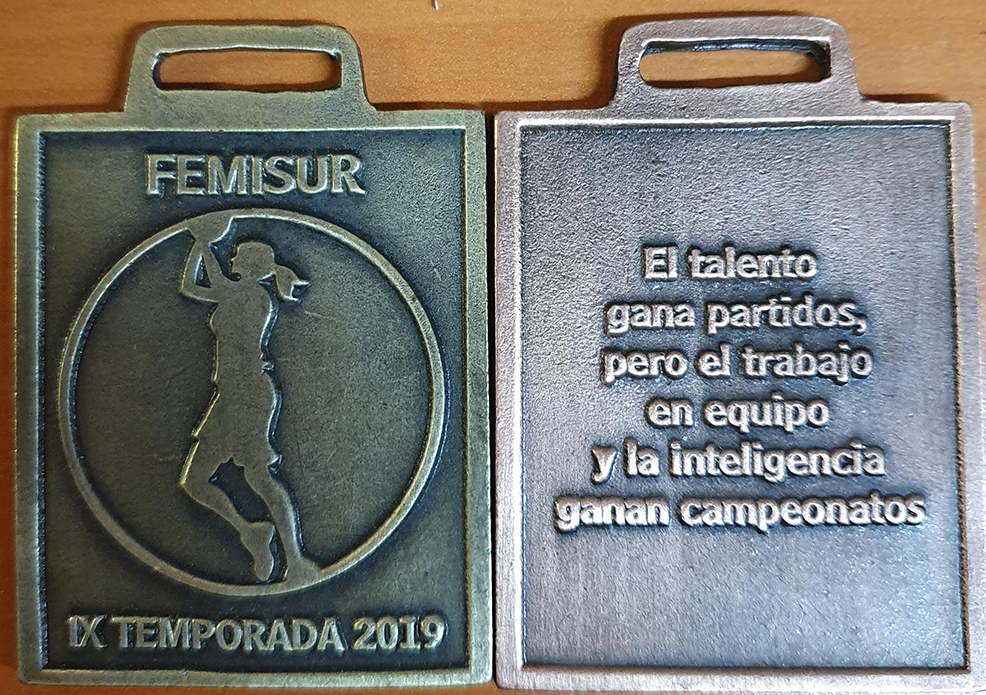 FEMISUR
IX TEMPORADA 2019
El talento
gana partidos,
pero el trabajo
en equipo
y la inteligencia
ganan campeonatos